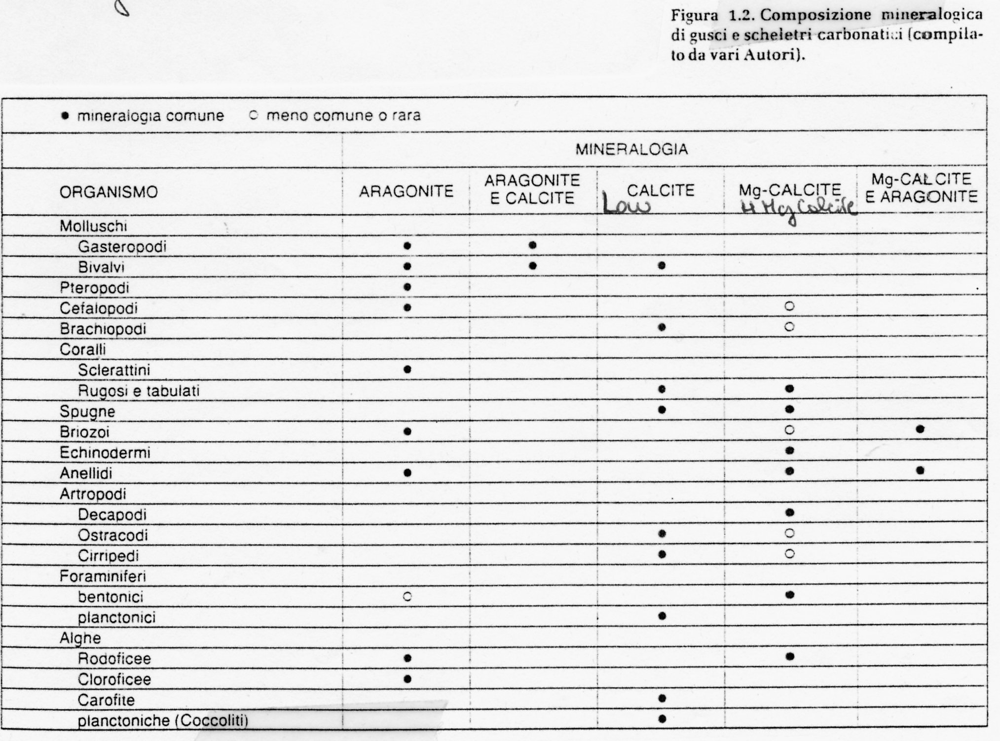 Figura 1.2. Composizione mineralogica
di gusci e scheletri carbonatici (compila-
to da vari Autori).
● mineralogia comune ○ meno comune o rara
MINERALOGIA
ORGANISMO ARAGONITE ARAGONITE E CALCITE CALCITE Mg-CALCITE Mg-CALCITE E ARAGONITE
Low H Mg Calcite
Molluschi
Gasteropodi ● ●
Bivalvi ● ● ●
Pteropodi ●
Cefalopodi ● ○
Brachiopodi ● ○
Coralli
Sclerattini ●
Rugosi e tabulati ● ●
Spugne ● ●
Briozoi ● ○ ●
Echinodermi ●
Anellidi ● ● ●
Artropodi
Decapodi ●
Ostracodi ● ○
Cirripedi ● ○
Foraminiferi
bentonici ○ ●
planctonici ●
Alghe
Rodoficee ● ●
Cloroficee ●
Carofite ●
planctoniche (Coccoliti) ●